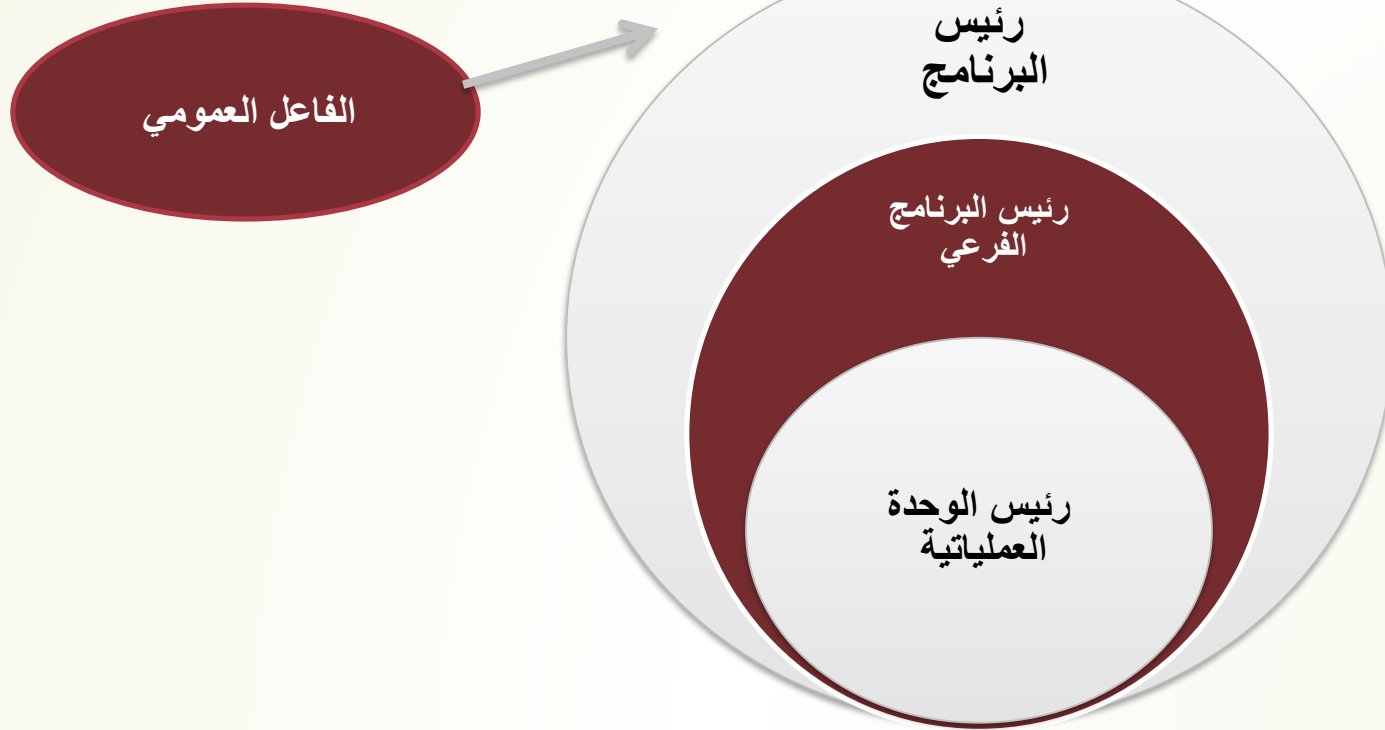 رئيس
البرنامج
الفاعل العمومي
رئيس البرنامج
الفرعي
رئيس الوحدة
العملياتية